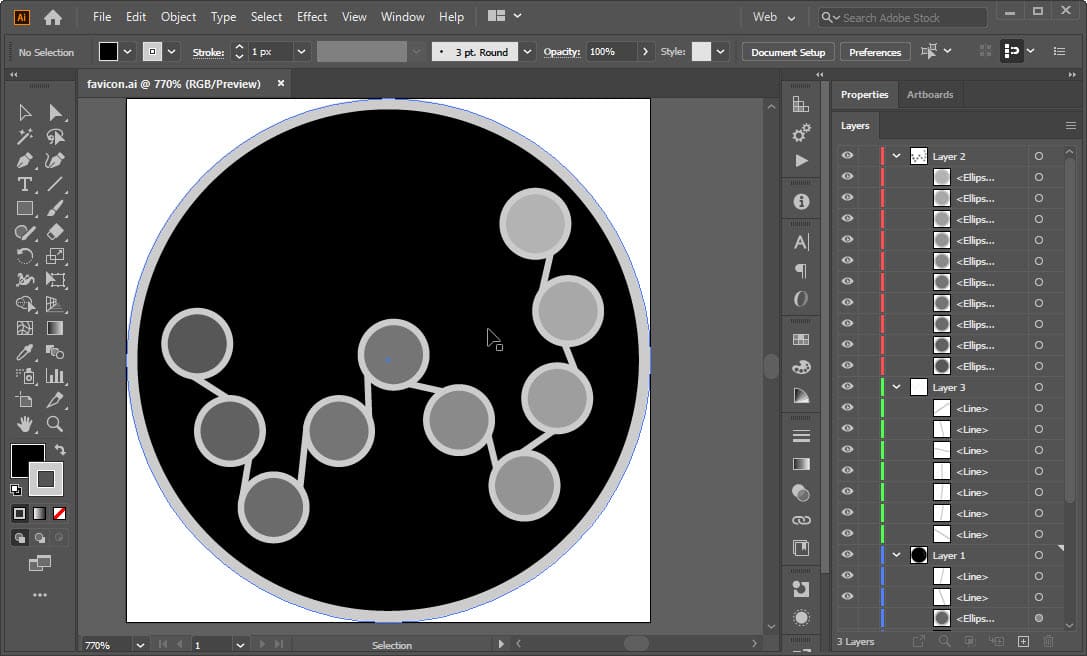 Ai File Edit Object Type Select Effect View Window Help Web Search Adobe Stock
No Selection Stroke: 1 px 3 pt. Round Opacity: 100% Style: Document Setup Preferences
favicon.ai @ 770% (RGB/Preview) ×
Properties Artboards
Layers
Layer 2
<Ellips...
<Ellips...
<Ellips...
<Ellips...
<Ellips...
<Ellips...
<Ellips...
<Ellips...
<Ellips...
<Ellips...
Layer 3
<Line>
<Line>
<Line>
<Line>
<Line>
<Line>
<Line>
Layer 1
<Line>
<Line>
<Ellips...
3 Layers
770% 1 Selection